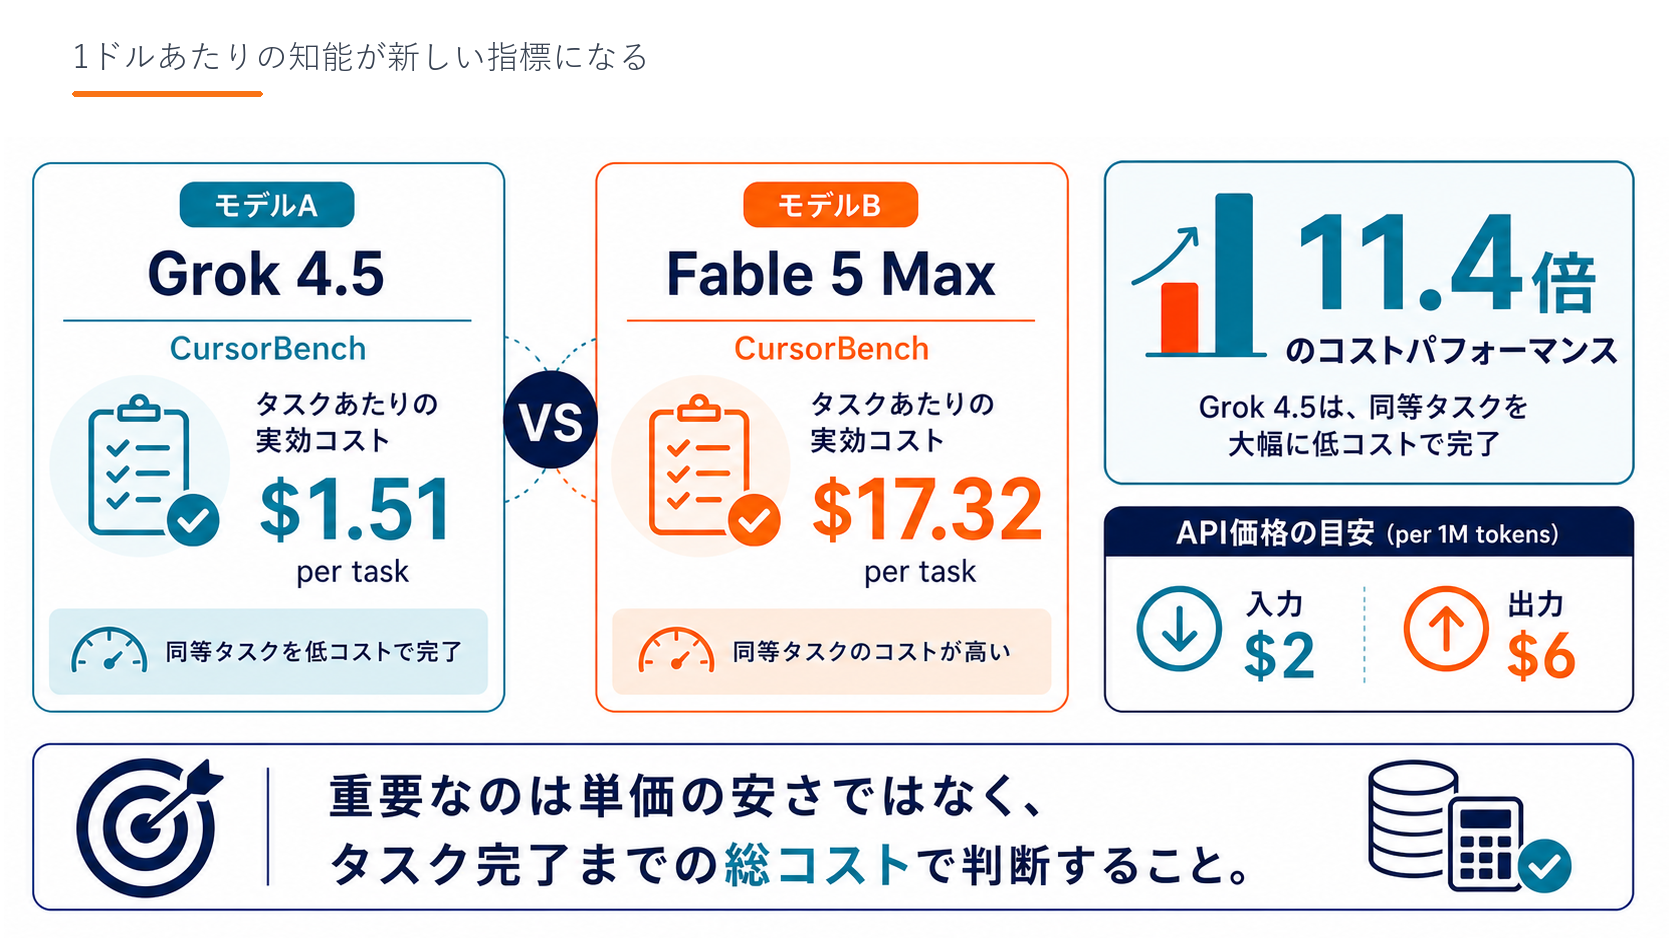 1ドルあたりの知能が新しい指標になる
モデルA
Grok 4.5
CursorBench
タスクあたりの
実効コスト
$1.51
per task
同等タスクを低コストで完了
VS
モデルB
Fable 5 Max
CursorBench
タスクあたりの
実効コスト
$17.32
per task
同等タスクのコストが高い
11.4倍
のコストパフォーマンス
Grok 4.5は、同等タスクを
大幅に低コストで完了
API価格の目安 (per 1M tokens)
入力
$2
出力
$6
重要なのは単価の安さではなく、
タスク完了までの総コストで判断すること。